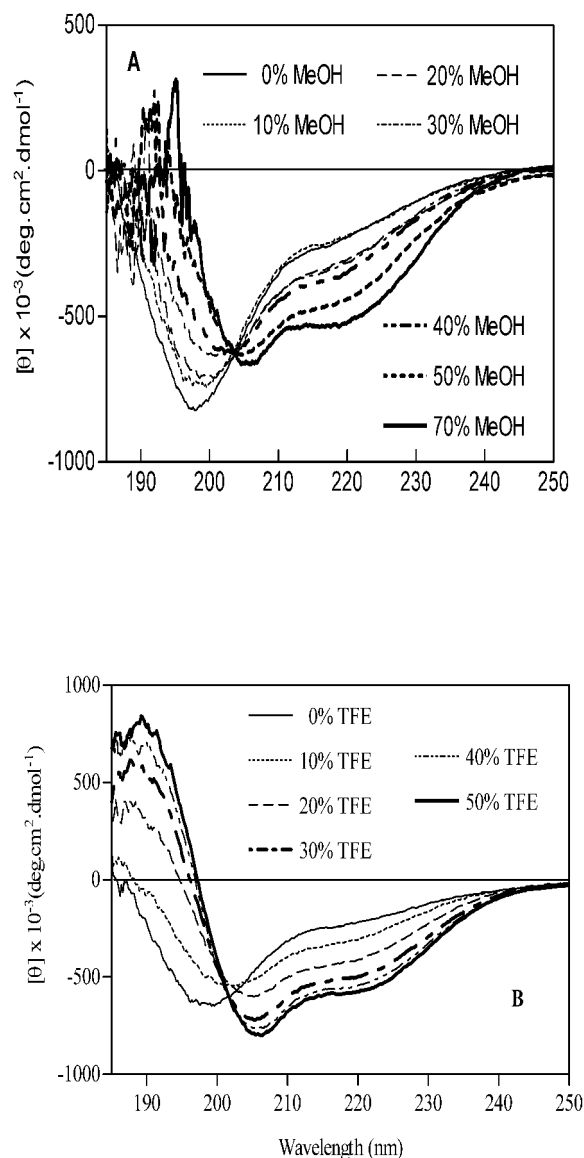 500
A
0% MeOH
20% MeOH
10% MeOH
30% MeOH
0
[θ] x 10⁻³ (deg.cm².dmol⁻¹)
-500
40% MeOH
50% MeOH
70% MeOH
-1000
190 200 210 220 230 240 250
1000
0% TFE
10% TFE
40% TFE
500
20% TFE
50% TFE
30% TFE
0
[θ] x 10⁻³(deg.cm².dmol⁻¹)
-500
B
-1000
190 200 210 220 230 240 250
Wavelength (nm)